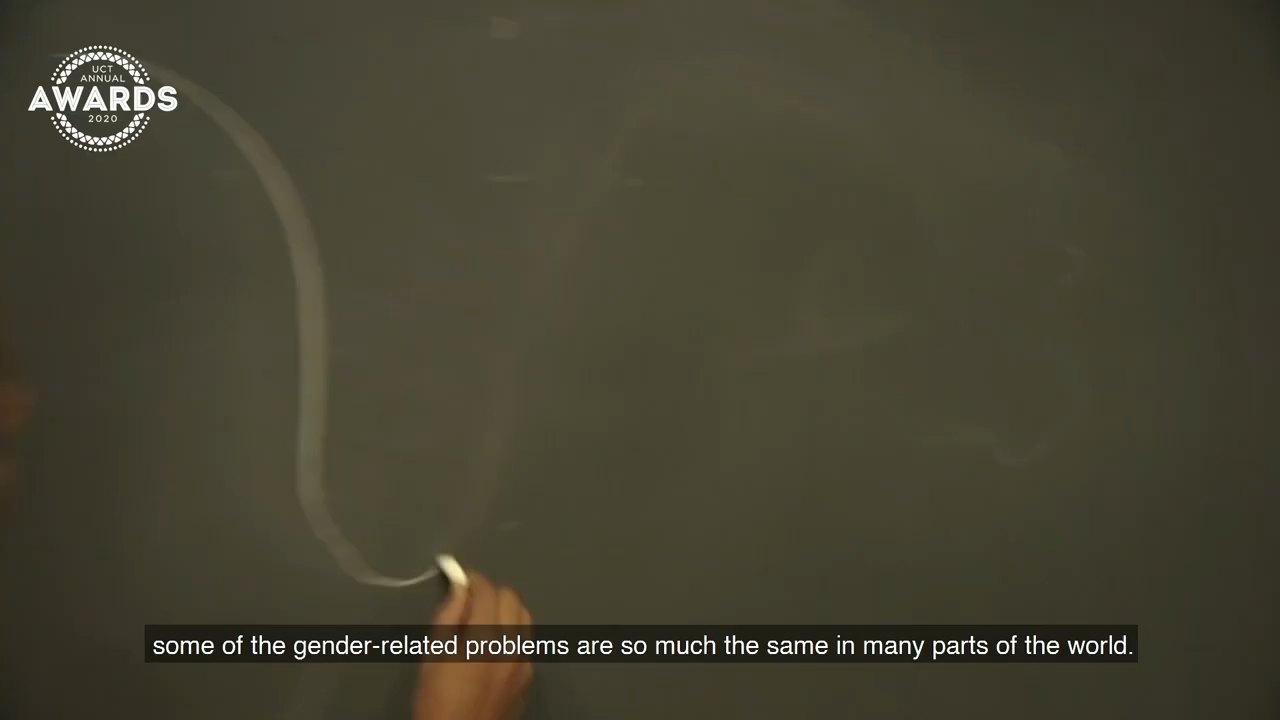 UCT
ANNUAL
AWARDS
2020
some of the gender-related problems are so much the same in many parts of the world.